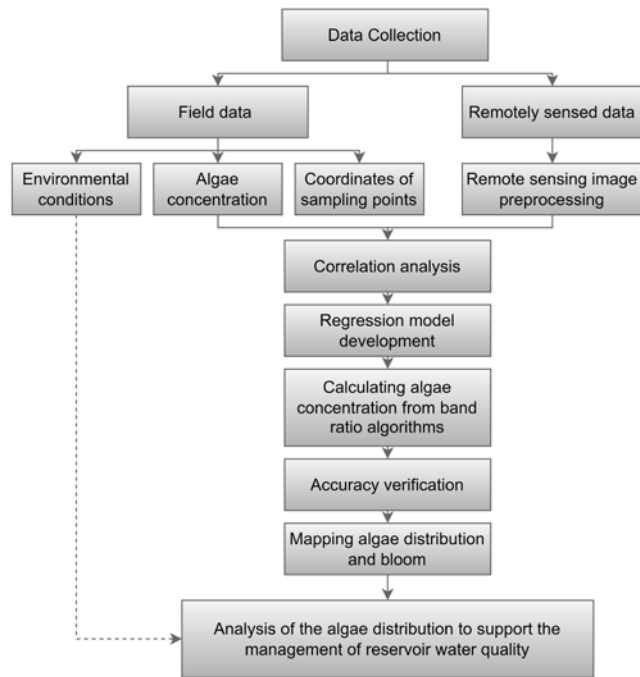 Data Collection
Field data
Remotely sensed data
Environmental
conditions
Algae
concentration
Coordinates of
sampling points
Remote sensing image
preprocessing
Correlation analysis
Regression model
development
Calculating algae
concentration from band
ratio algorithms
Accuracy verification
Mapping algae distribution
and bloom
Analysis of the algae distribution to support the
management of reservoir water quality